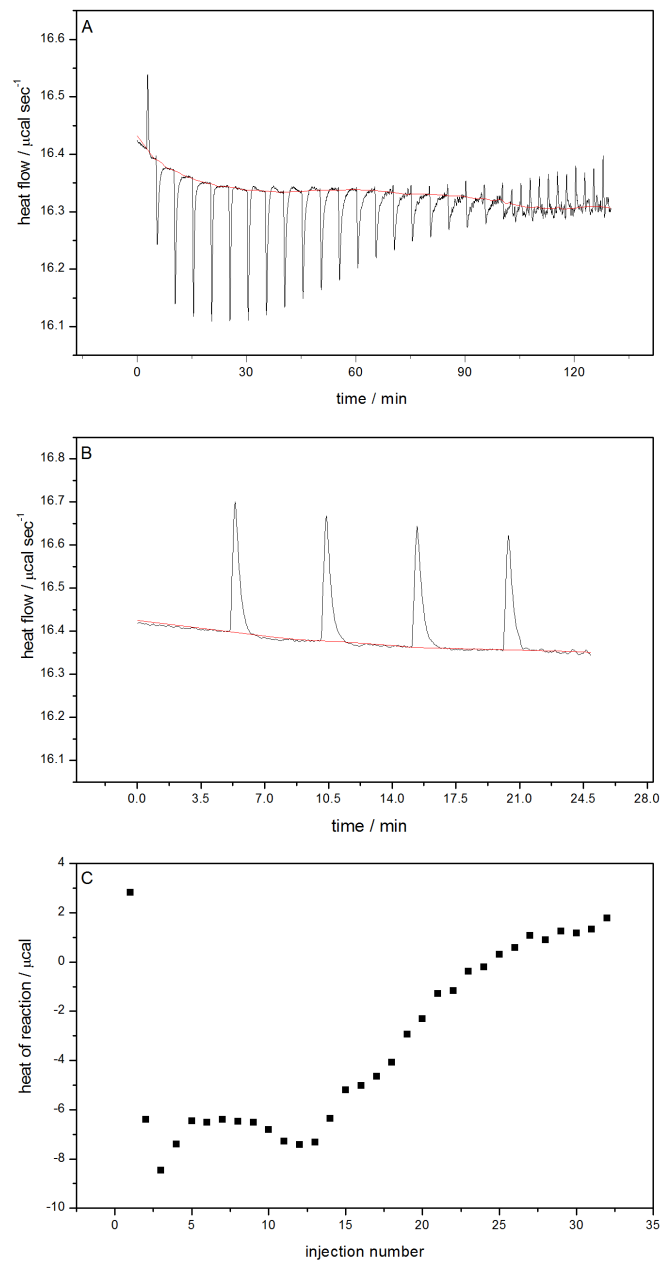 A
16.6
16.5
16.4
16.3
16.2
16.1
heat flow / μcal sec⁻¹
0 30 60 90 120
time / min
B
16.8
16.7
16.6
16.5
16.4
16.3
16.2
16.1
heat flow / μcal sec⁻¹
0.0 3.5 7.0 10.5 14.0 17.5 21.0 24.5 28.0
time / min
C
4
2
0
-2
-4
-6
-8
-10
heat of reaction / μcal
0 5 10 15 20 25 30 35
injection number